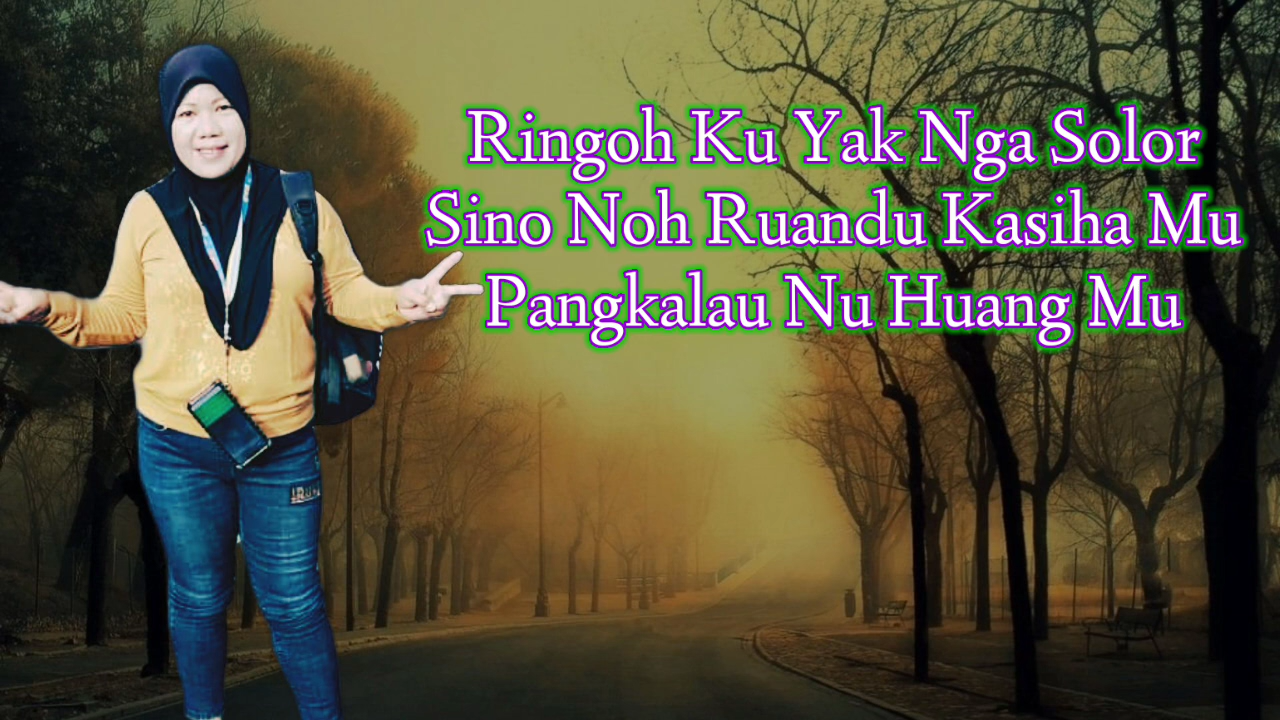 Ringoh Ku Yak Nga Solor
Sino Noh Ruandu Kasiha Mu
Pangkalau Nu Huang Mu